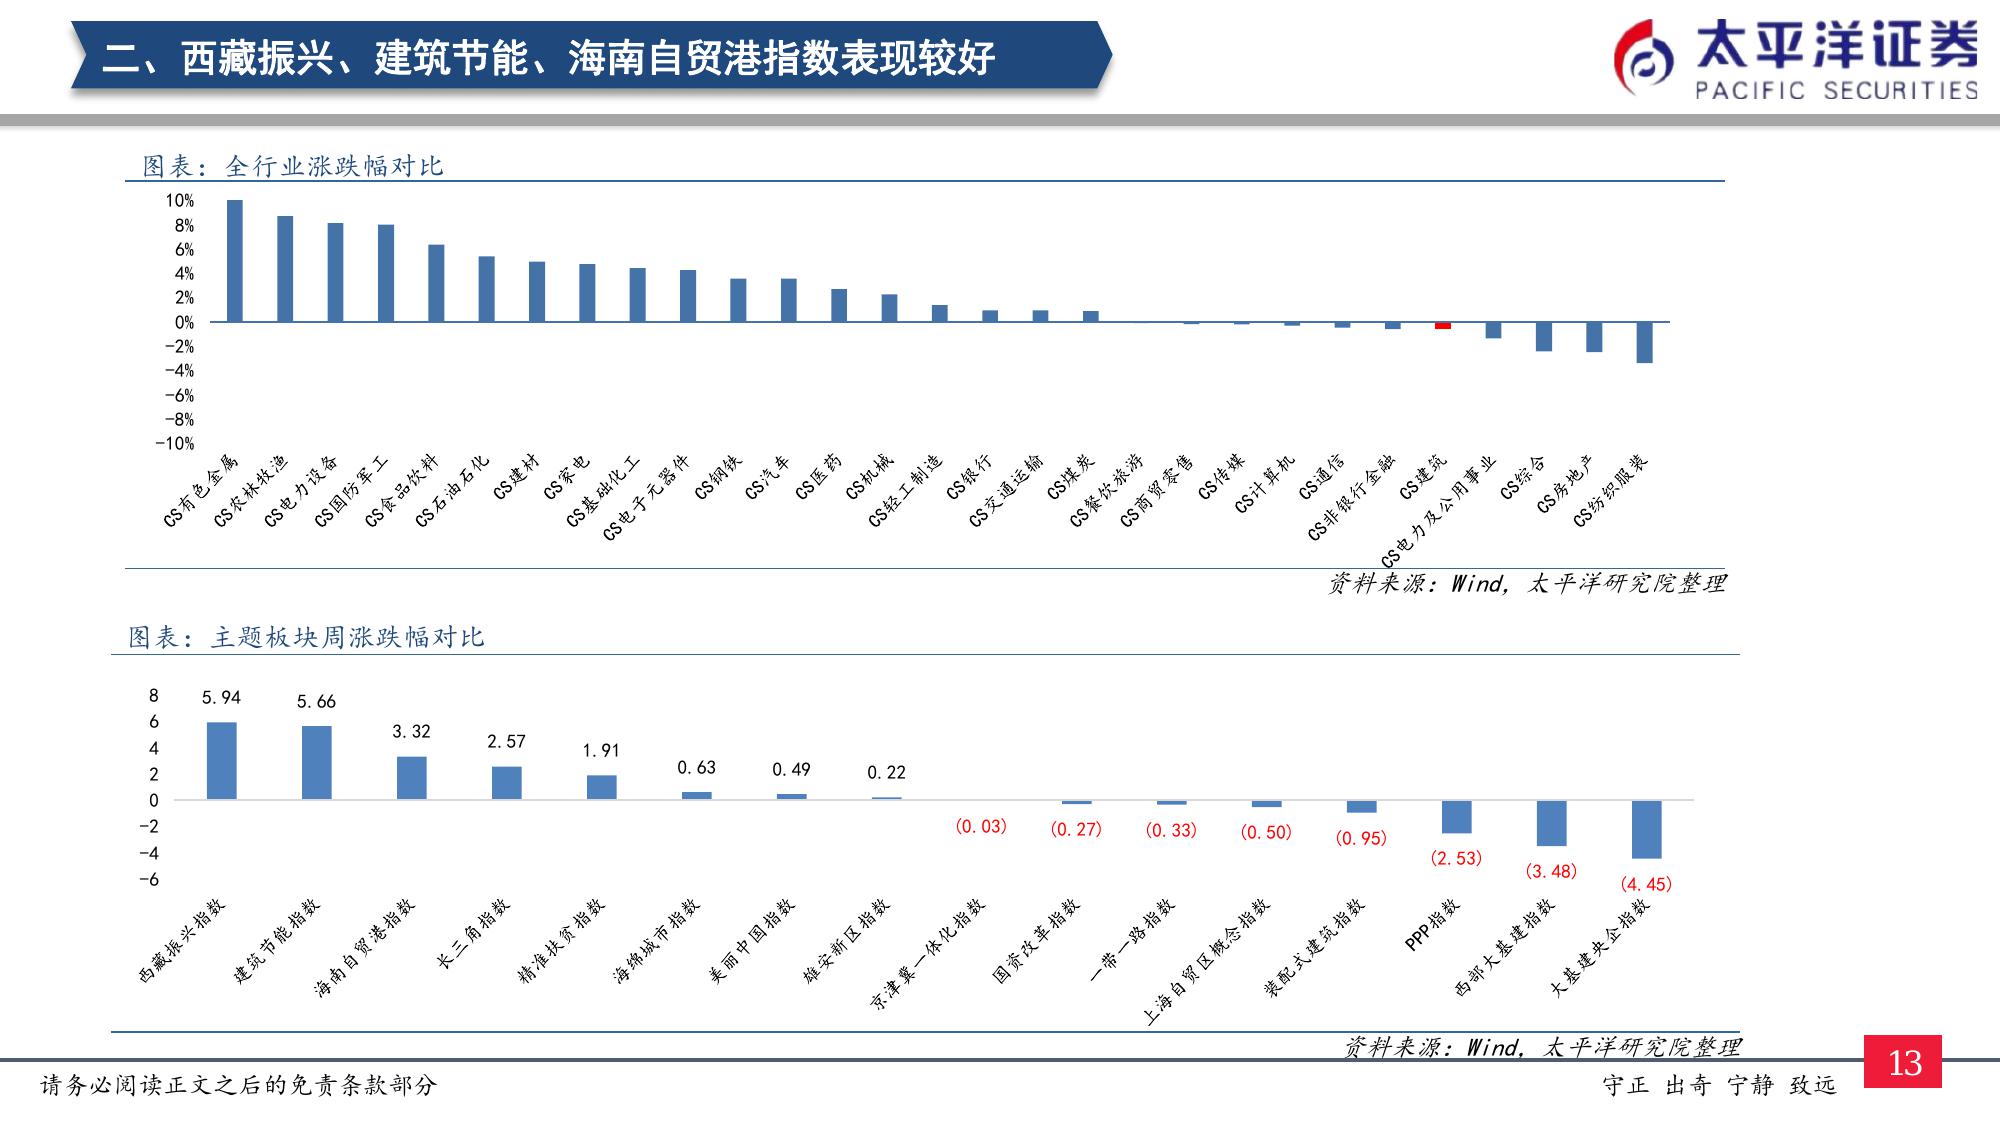 二、西藏振兴、建筑节能、海南自贸港指数表现较好
太平洋证券
PACIFIC SECURITIES
图表：全行业涨跌幅对比
10%
8%
6%
4%
2%
0%
-2%
-4%
-6%
-8%
-10%
CS有色金属
CS农林牧渔
CS电力设备
CS国防军工
CS食品饮料
CS石油石化
CS建材
CS家电
CS基础化工
CS电子元器件
CS钢铁
CS汽车
CS医药
CS机械
CS轻工制造
CS银行
CS交通运输
CS煤炭
CS餐饮旅游
CS商贸零售
CS传媒
CS计算机
CS通信
CS非银行金融
CS建筑
CS电力及公用事业
CS综合
CS房地产
CS纺织服装
资料来源：Wind，太平洋研究院整理
图表：主题板块周涨跌幅对比
8
6
4
2
0
-2
-4
-6
5.94
5.66
3.32
2.57
1.91
0.63
0.49
0.22
(0.03)
(0.27)
(0.33)
(0.50)
(0.95)
(2.53)
(3.48)
(4.45)
西藏振兴指数
建筑节能指数
海南自贸港指数
长三角指数
精准扶贫指数
海绵城市指数
美丽中国指数
雄安新区指数
京津冀一体化指数
国资改革指数
一带一路指数
上海自贸区概念指数
装配式建筑指数
PPP指数
西部大基建指数
大基建央企指数
资料来源：Wind，太平洋研究院整理
请务必阅读正文之后的免责条款部分
守正 出奇 宁静 致远
13